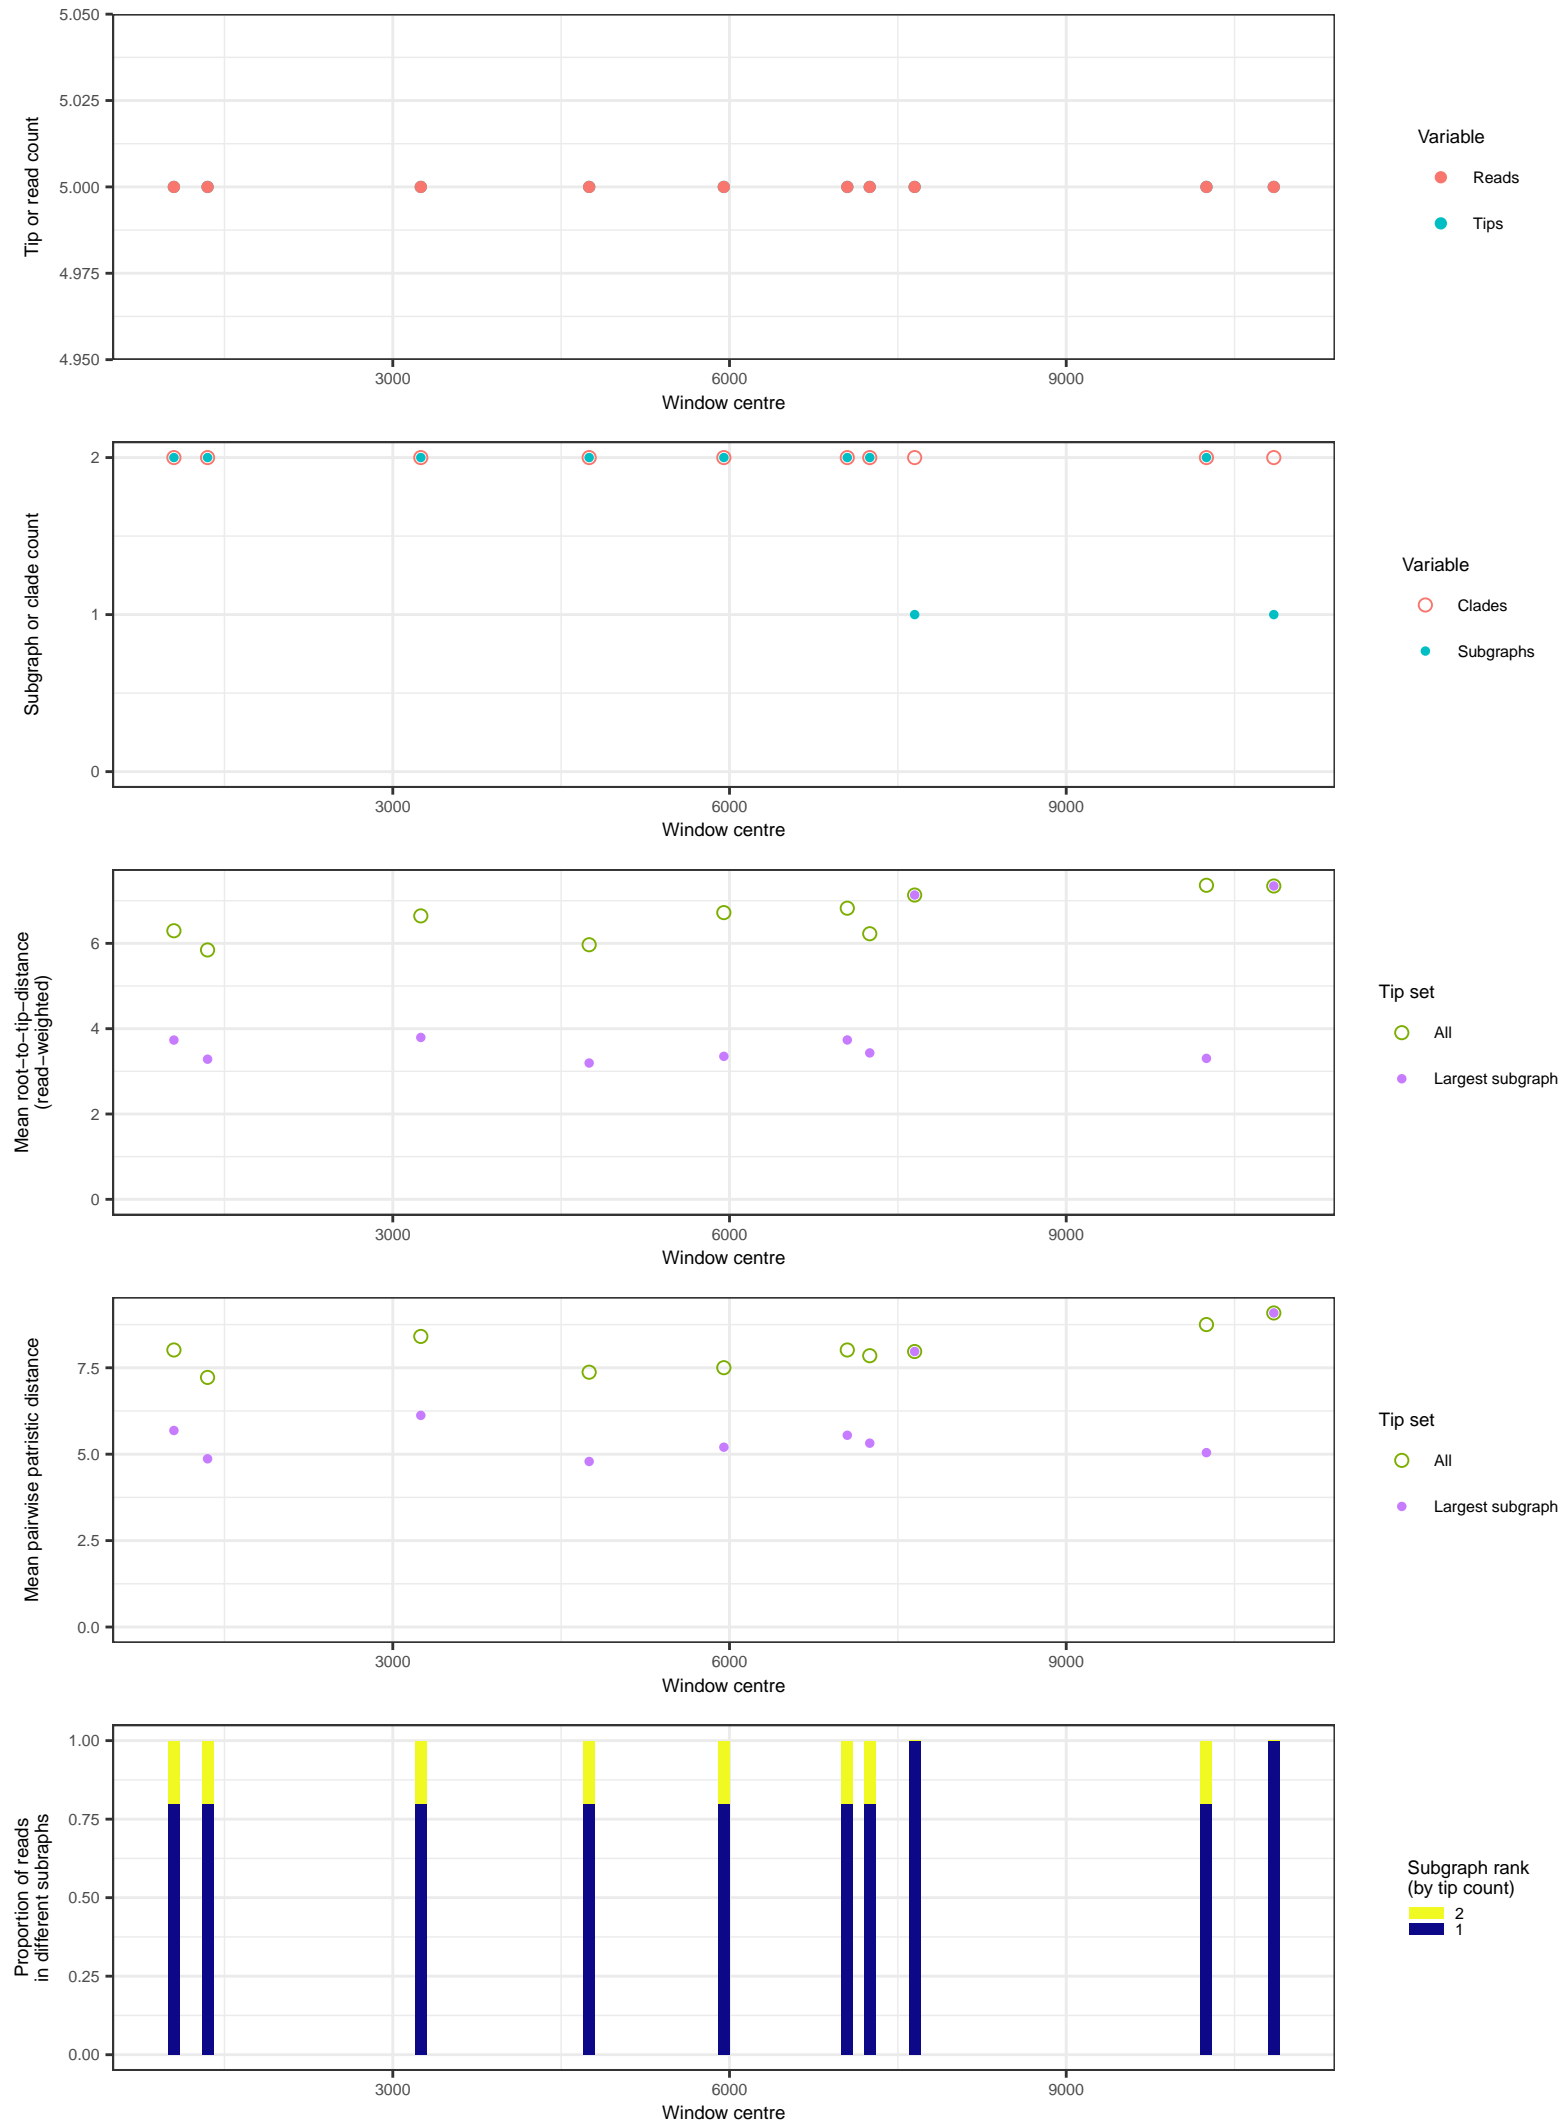 5.050
5.025
5.000
4.975
4.950
Tip or read count
3000
6000
9000
Window centre
Variable
Reads
Tips
2
1
0
Subgraph or clade count
3000
6000
9000
Window centre
Variable
Clades
Subgraphs
6
4
2
0
Mean root−to−tip−distance
(read−weighted)
3000
6000
9000
Window centre
Tip set
All
Largest subgraph
7.5
5.0
2.5
0.0
Mean pairwise patristic distance
3000
6000
9000
Window centre
Tip set
All
Largest subgraph
1.00
0.75
0.50
0.25
0.00
Proportion of reads
in different subraphs
3000
6000
9000
Window centre
Subgraph rank
(by tip count)
2
1